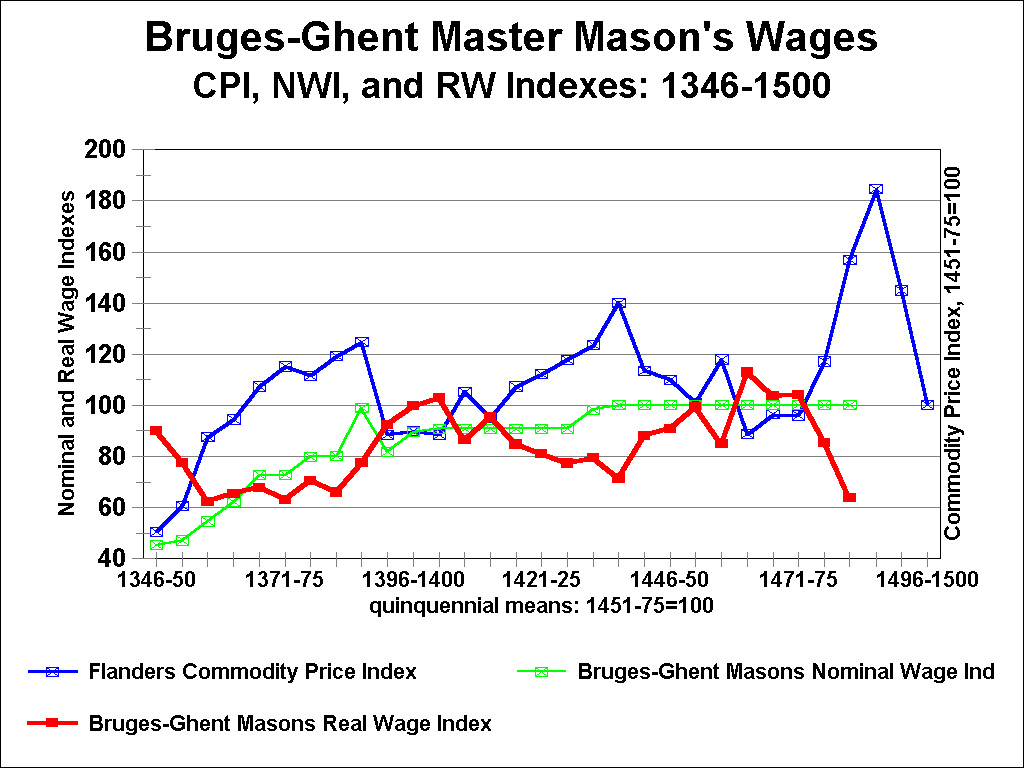 Bruges-Ghent Master Mason's Wages
CPI, NWI, and RW Indexes: 1346-1500
Nominal and Real Wage Indexes
200
180
160
140
120
100
80
60
40
Commodity Price Index, 1451-75=100
1346-50 1371-75 1396-1400 1421-25 1446-50 1471-75 1496-1500
quinquennial means: 1451-75=100
Flanders Commodity Price Index
Bruges-Ghent Masons Nominal Wage Ind
Bruges-Ghent Masons Real Wage Index